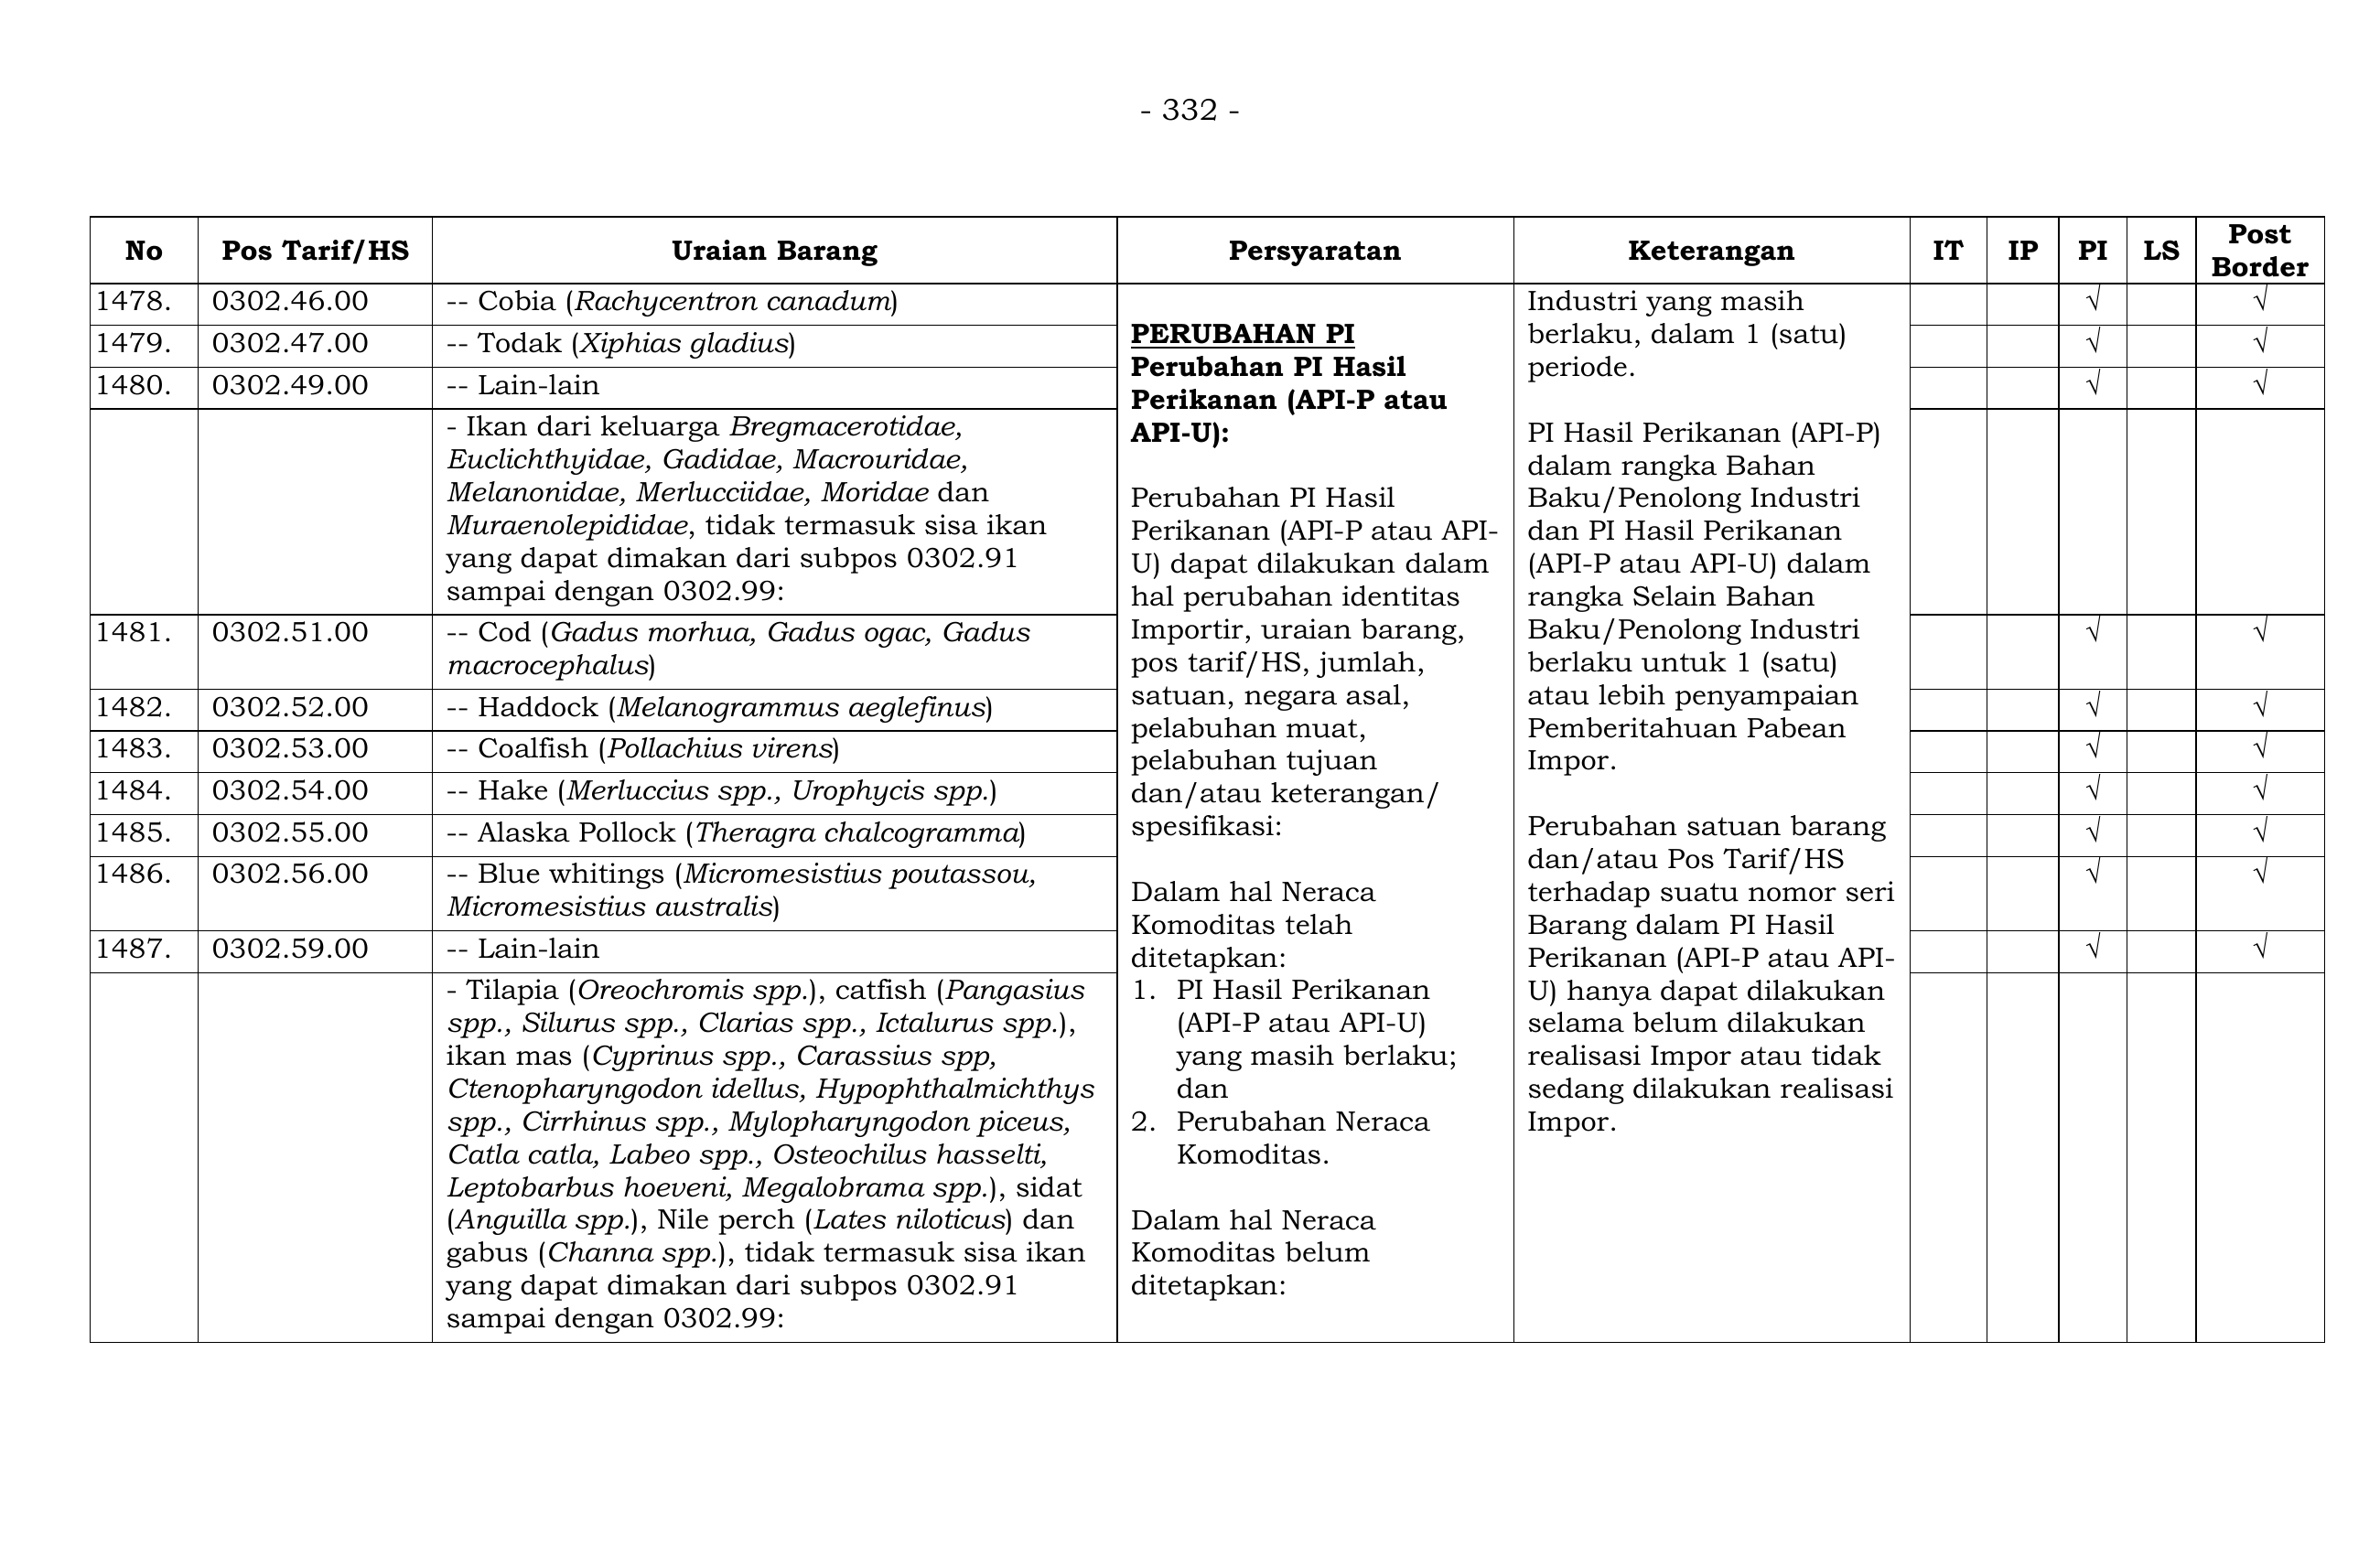 - 332 -
No Pos Tarif/HS Uraian Barang Persyaratan Keterangan IT IP PI LS Post Border
1478. 0302.46.00 -- Cobia (Rachycentron canadum) √ √
1479. 0302.47.00 -- Todak (Xiphias gladius) √ √
1480. 0302.49.00 -- Lain-lain √ √
- Ikan dari keluarga Bregmacerotidae,
Euclichthyidae, Gadidae, Macrouridae,
Melanonidae, Merlucciidae, Moridae dan
Muraenolepididae, tidak termasuk sisa ikan
yang dapat dimakan dari subpos 0302.91
sampai dengan 0302.99:
1481. 0302.51.00 -- Cod (Gadus morhua, Gadus ogac, Gadus √ √
macrocephalus)
1482. 0302.52.00 -- Haddock (Melanogrammus aeglefinus) √ √
1483. 0302.53.00 -- Coalfish (Pollachius virens) √ √
1484. 0302.54.00 -- Hake (Merluccius spp., Urophycis spp.) √ √
1485. 0302.55.00 -- Alaska Pollock (Theragra chalcogramma) √ √
1486. 0302.56.00 -- Blue whitings (Micromesistius poutassou, √ √
Micromesistius australis)
1487. 0302.59.00 -- Lain-lain √ √
- Tilapia (Oreochromis spp.), catfish (Pangasius
spp., Silurus spp., Clarias spp., Ictalurus spp.),
ikan mas (Cyprinus spp., Carassius spp,
Ctenopharyngodon idellus, Hypophthalmichthys
spp., Cirrhinus spp., Mylopharyngodon piceus,
Catla catla, Labeo spp., Osteochilus hasselti,
Leptobarbus hoeveni, Megalobrama spp.), sidat
(Anguilla spp.), Nile perch (Lates niloticus) dan
gabus (Channa spp.), tidak termasuk sisa ikan
yang dapat dimakan dari subpos 0302.91
sampai dengan 0302.99:
PERUBAHAN PI
Perubahan PI Hasil
Perikanan (API-P atau
API-U):
Perubahan PI Hasil
Perikanan (API-P atau API-
U) dapat dilakukan dalam
hal perubahan identitas
Importir, uraian barang,
pos tarif/HS, jumlah,
satuan, negara asal,
pelabuhan muat,
pelabuhan tujuan
dan/atau keterangan/
spesifikasi:
Dalam hal Neraca
Komoditas telah
ditetapkan:
1. PI Hasil Perikanan
(API-P atau API-U)
yang masih berlaku;
dan
2. Perubahan Neraca
Komoditas.
Dalam hal Neraca
Komoditas belum
ditetapkan:
Industri yang masih
berlaku, dalam 1 (satu)
periode.
PI Hasil Perikanan (API-P)
dalam rangka Bahan
Baku/Penolong Industri
dan PI Hasil Perikanan
(API-P atau API-U) dalam
rangka Selain Bahan
Baku/Penolong Industri
berlaku untuk 1 (satu)
atau lebih penyampaian
Pemberitahuan Pabean
Impor.
Perubahan satuan barang
dan/atau Pos Tarif/HS
terhadap suatu nomor seri
Barang dalam PI Hasil
Perikanan (API-P atau API-
U) hanya dapat dilakukan
selama belum dilakukan
realisasi Impor atau tidak
sedang dilakukan realisasi
Impor.